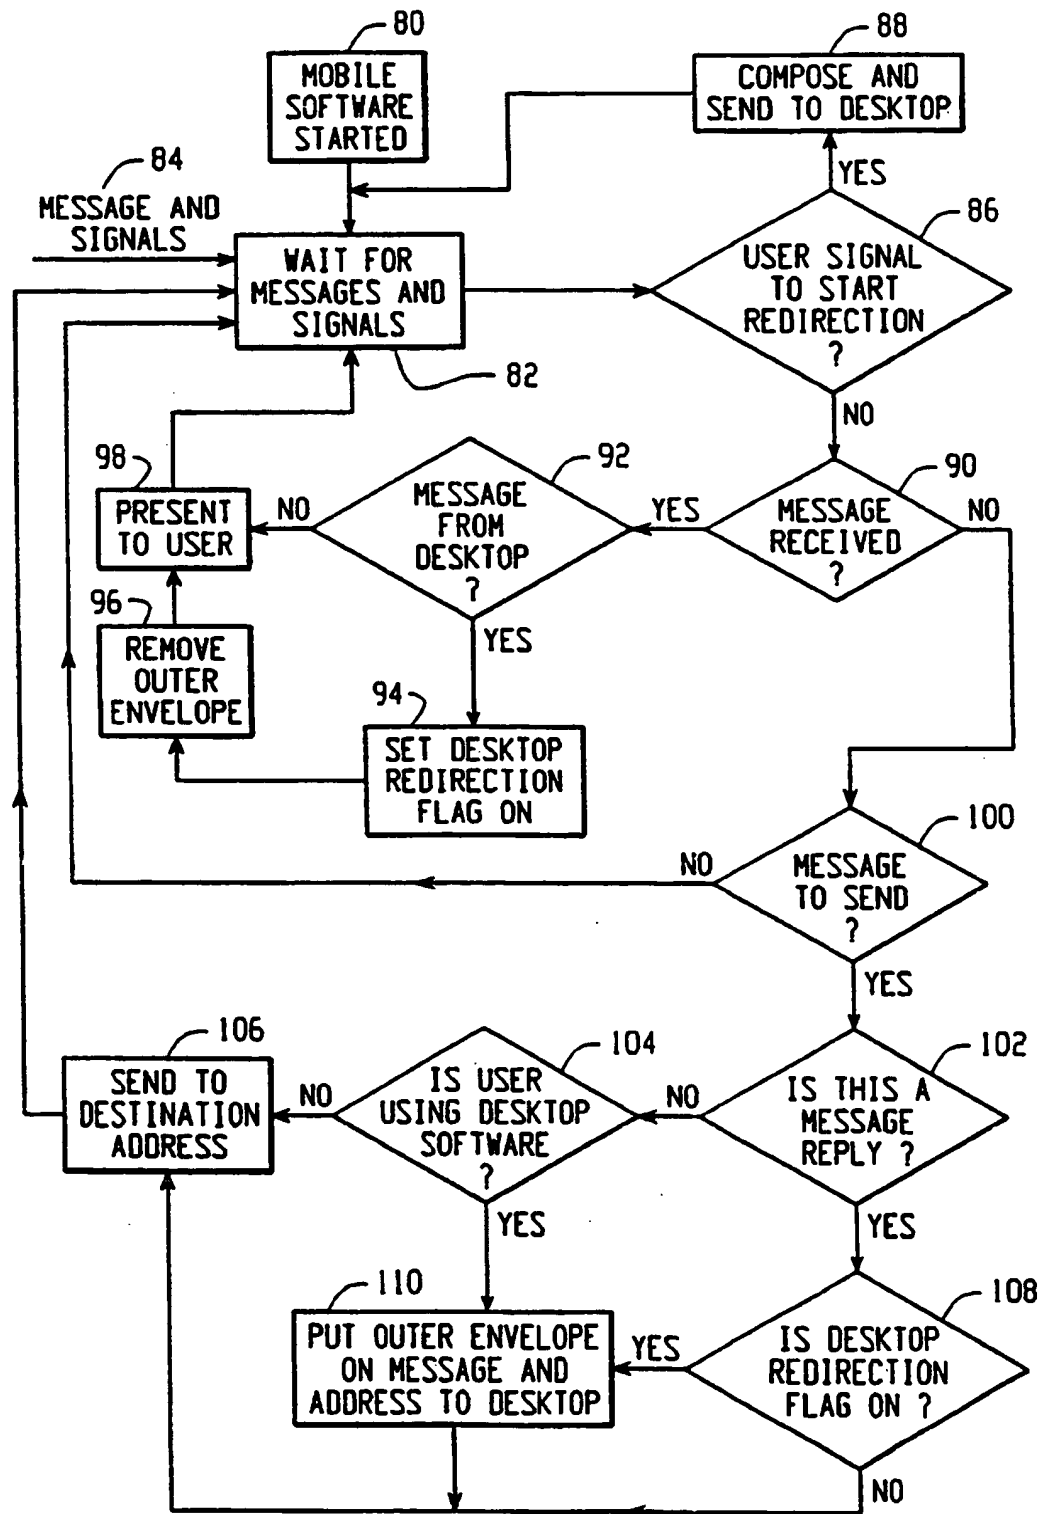 80
MOBILE
SOFTWARE
STARTED
88
COMPOSE AND
SEND TO DESKTOP
YES
84
MESSAGE AND
SIGNALS
WAIT FOR
MESSAGES AND
SIGNALS
82
86
USER SIGNAL
TO START
REDIRECTION
?
NO
98
PRESENT
TO USER
NO
92
MESSAGE
FROM
DESKTOP
?
YES
90
MESSAGE
RECEIVED
?
NO
96
REMOVE
OUTER
ENVELOPE
YES
94
SET DESKTOP
REDIRECTION
FLAG ON
100
MESSAGE
TO SEND
?
NO
YES
106
SEND TO
DESTINATION
ADDRESS
NO
104
IS USER
USING DESKTOP
SOFTWARE
?
NO
102
IS THIS A
MESSAGE
REPLY ?
YES
YES
110
PUT OUTER ENVELOPE
ON MESSAGE AND
ADDRESS TO DESKTOP
YES
108
IS DESKTOP
REDIRECTION
FLAG ON ?
NO